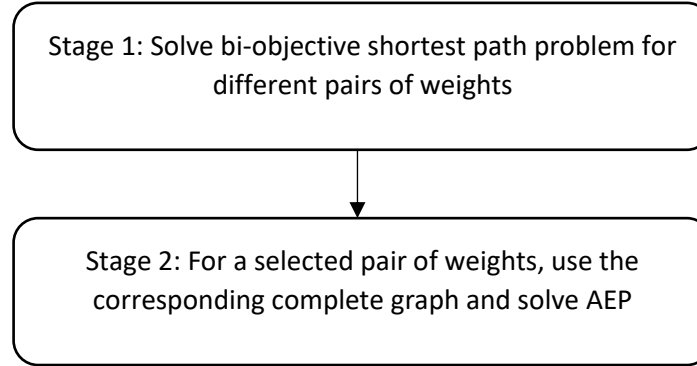 Stage 1: Solve bi-objective shortest path problem for
different pairs of weights
Stage 2: For a selected pair of weights, use the
corresponding complete graph and solve AEP